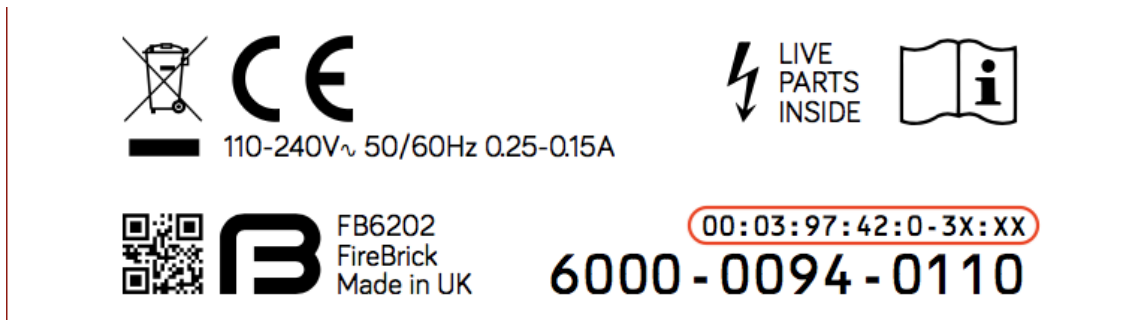 CE
LIVE
PARTS
INSIDE
i
110-240V∿ 50/60Hz 0.25-0.15A
FB6202
FireBrick
Made in UK
00:03:97:42:0-3X:XX
6000-0094-0110